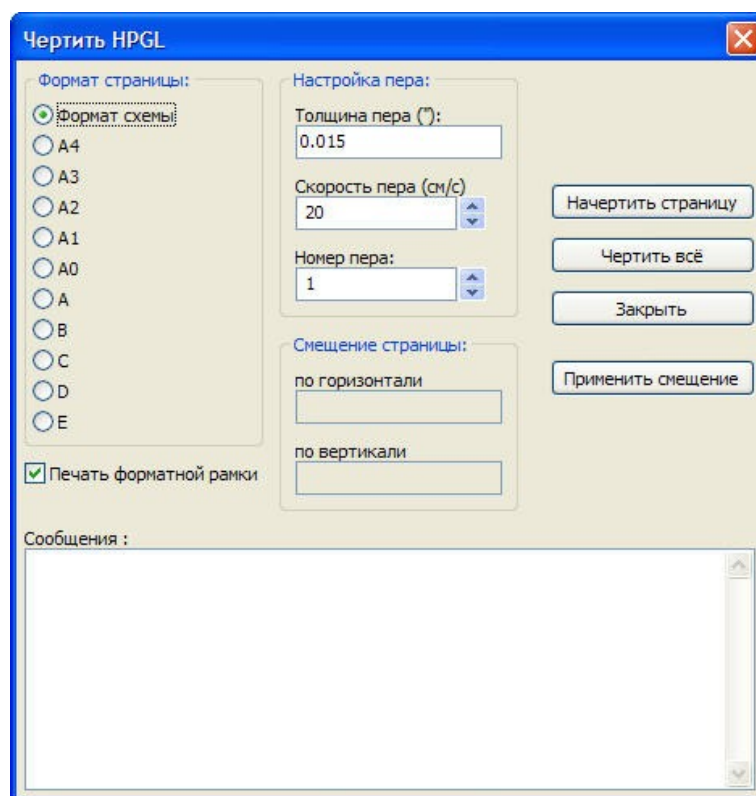 Чертить HPGL
Формат страницы:
Формат схемы
A4
A3
A2
A1
A0
A
B
C
D
E
Печать форматной рамки
Настройка пера:
Толщина пера ("):
0.015
Скорость пера (см/с)
20
Номер пера:
1
Смещение страницы:
по горизонтали
по вертикали
Начертить страницу
Чертить всё
Закрыть
Применить смещение
Сообщения :